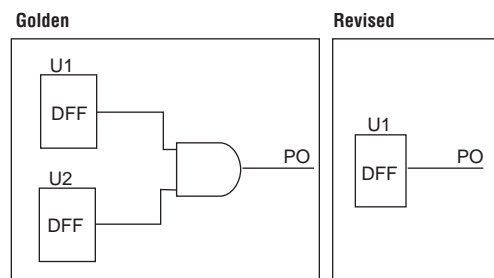 Golden
Revised
U1
DFF
U2
DFF
PO
U1
DFF
PO